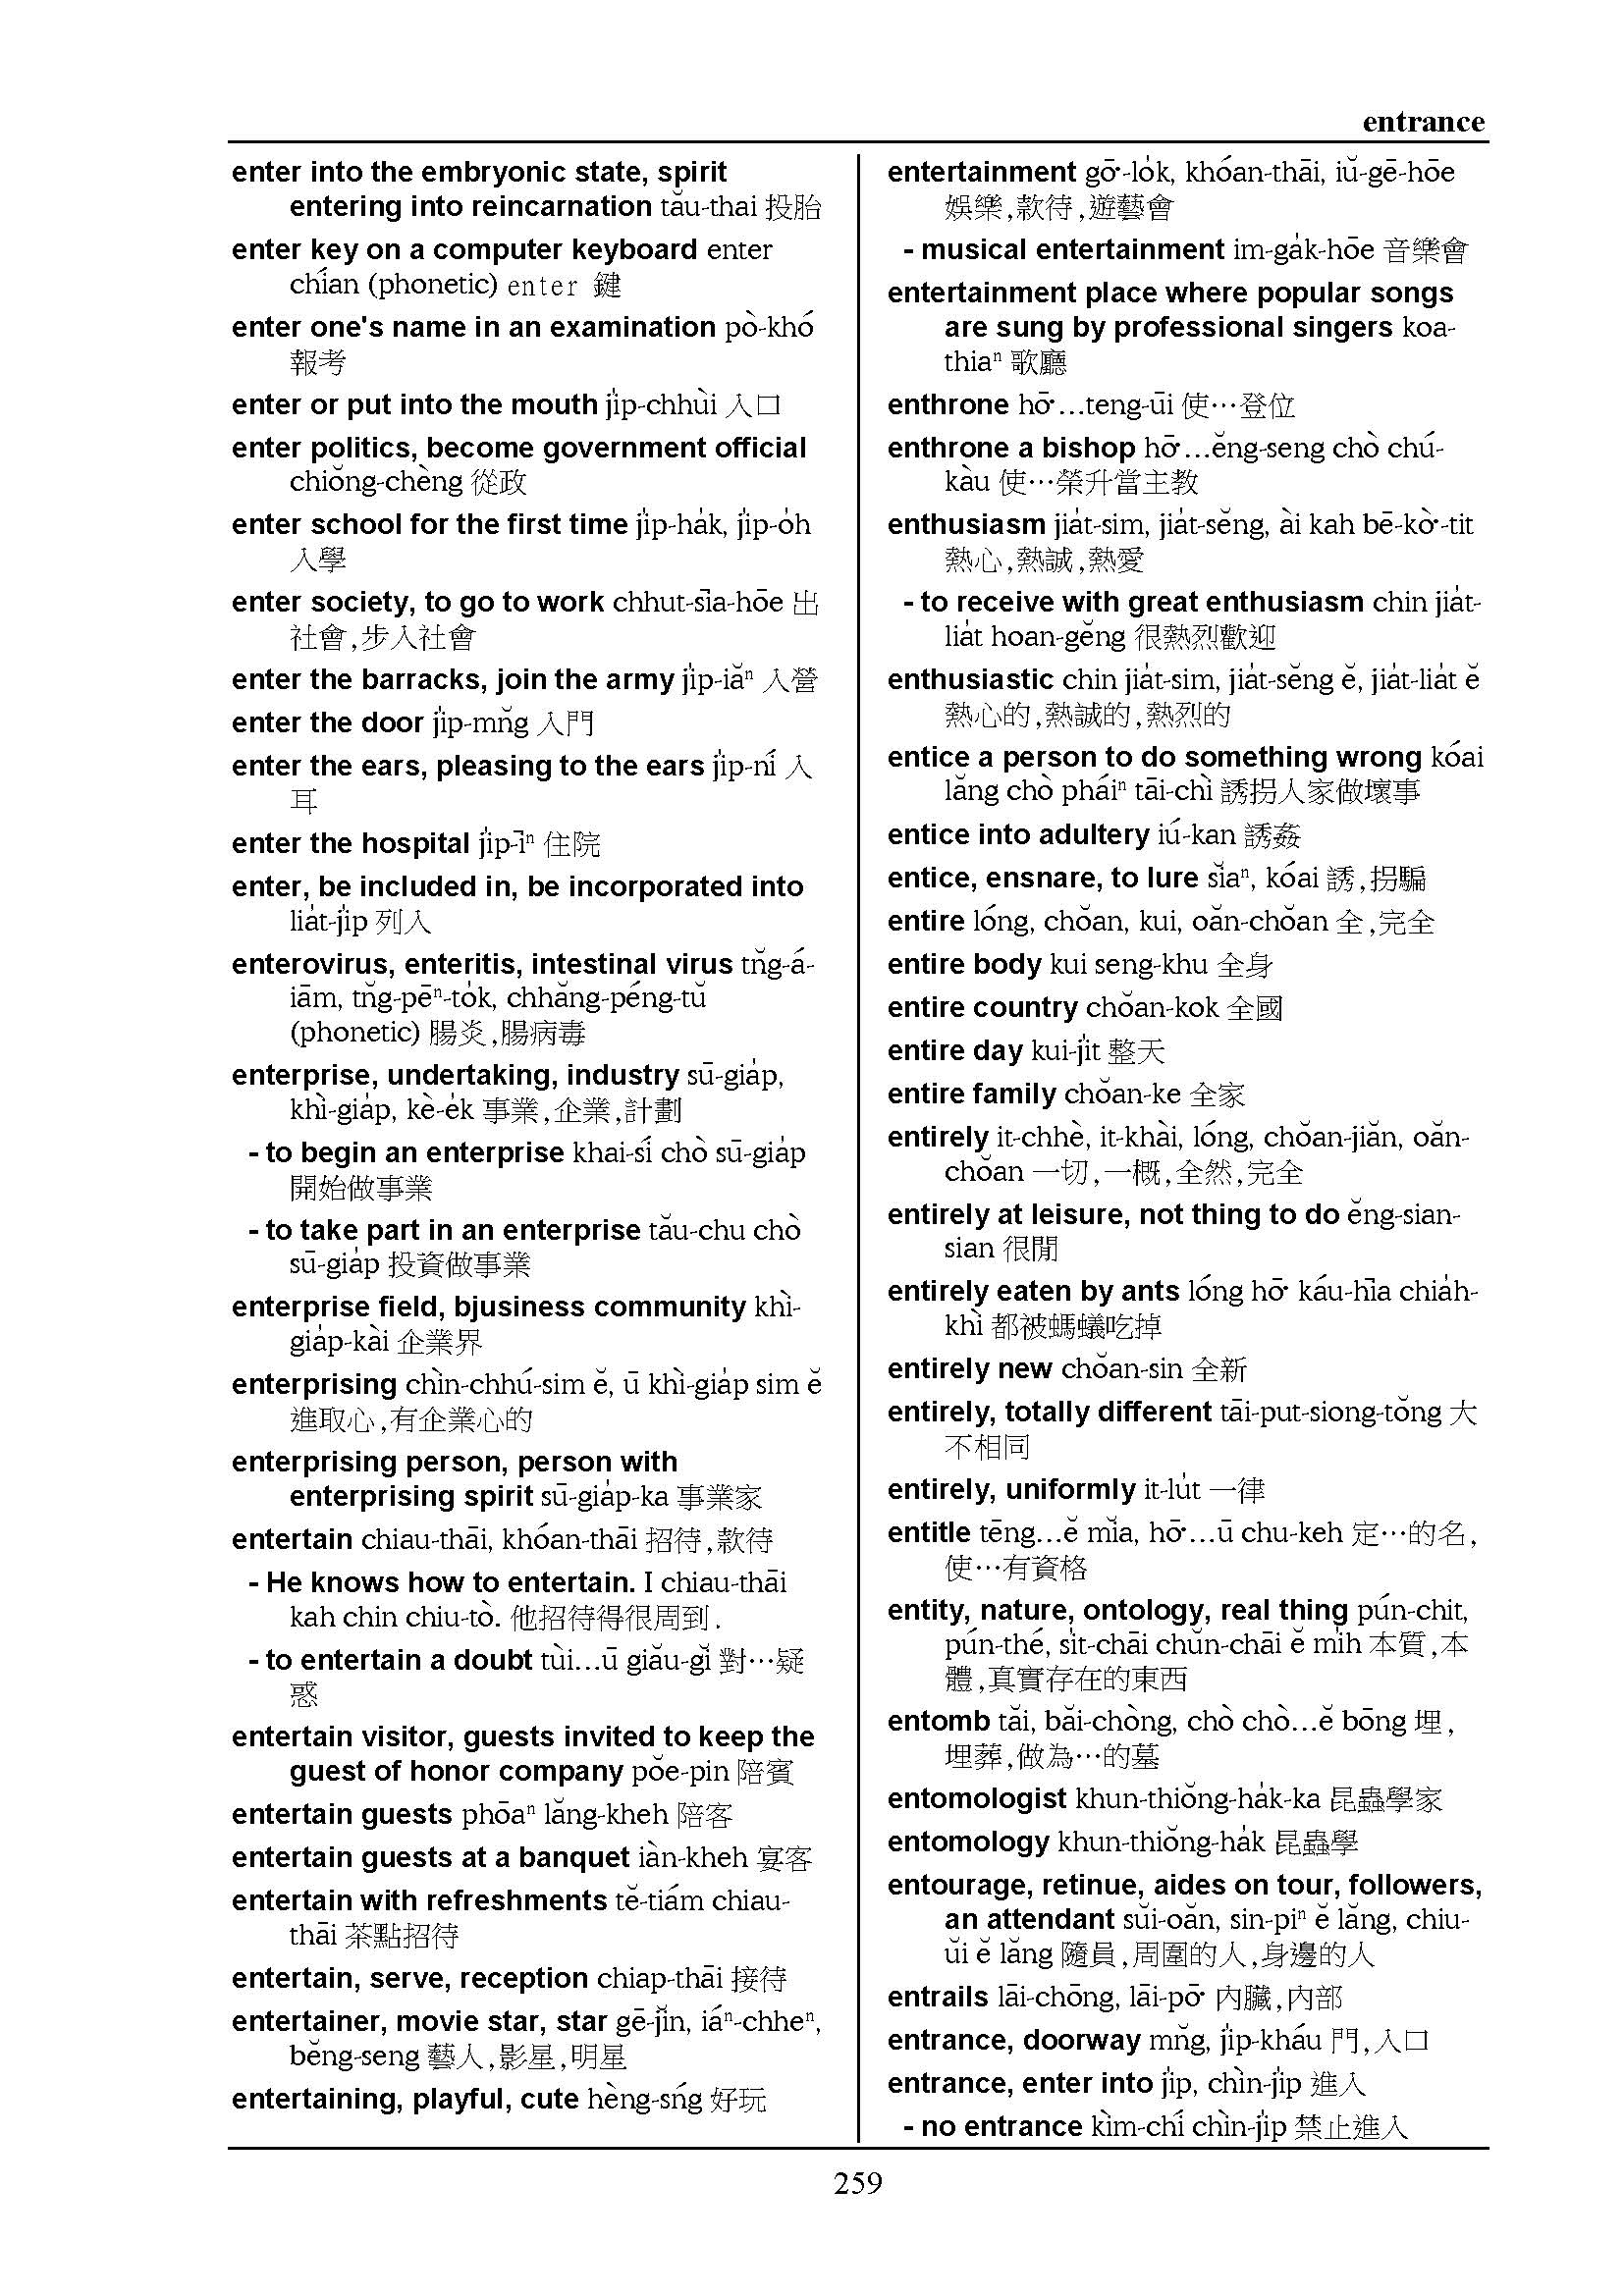 entrance
enter into the embryonic state, spirit
entering into reincarnation tău-thai 投胎
enter key on a computer keyboard enter
chían (phonetic) enter 鍵
enter one's name in an examination pò-khó
報考
enter or put into the mouth ji̍p-chhùi 入口
enter politics, become government official
chiŏng-chèng 從政
enter school for the first time ji̍p-ha̍k, ji̍p-o̍h
入學
enter society, to go to work chhut-sīa-hōe 出
社會,步入社會
enter the barracks, join the army ji̍p-iăⁿ 入營
enter the door ji̍p-mn̆g 入門
enter the ears, pleasing to the ears ji̍p-ní 入
耳
enter the hospital ji̍p-īⁿ 住院
enter, be included in, be incorporated into
lia̍t-ji̍p 列入
enterovirus, enteritis, intestinal virus tn̆g-á-
iām, tn̆g-pēⁿ-to̍k, chhăng-péng-tŭ
(phonetic) 腸炎,腸病毒
enterprise, undertaking, industry sū-gia̍p,
khì-gia̍p, kè-e̍k 事業,企業,計劃
- to begin an enterprise khai-sí chò sū-gia̍p
開始做事業
- to take part in an enterprise tău-chu chò
sū-gia̍p 投資做事業
enterprise field, bjusiness community khì-
gia̍p-kài 企業界
enterprising chìn-chhú-sim ĕ, ū khì-gia̍p sim ĕ
進取心,有企業心的
enterprising person, person with
enterprising spirit sū-gia̍p-ka 事業家
entertain chiau-thāi, khóan-thāi 招待,款待
- He knows how to entertain. I chiau-thāi
kah chin chiu-tò. 他招待得很周到.
- to entertain a doubt tùi…ū giău-gĭ 對⋯疑
惑
entertain visitor, guests invited to keep the
guest of honor company pŏe-pin 陪賓
entertain guests phōaⁿ lăng-kheh 陪客
entertain guests at a banquet iàn-kheh 宴客
entertain with refreshments tĕ-tiám chiau-
thāi 茶點招待
entertain, serve, reception chiap-thāi 接待
entertainer, movie star, star gē-jĭn, iáⁿ-chheⁿ,
bĕng-seng 藝人,影星,明星
entertaining, playful, cute hèng-sńg 好玩
entertainment gō͘-lo̍k, khóan-thāi, iŭ-gē-hōe
娛樂,款待,遊藝會
- musical entertainment im-ga̍k-hōe 音樂會
entertainment place where popular songs
are sung by professional singers koa-
thiaⁿ 歌廳
enthrone hō͘…teng-ūi 使⋯登位
enthrone a bishop hō͘…ĕng-seng chò chú-
kàu 使⋯榮升當主教
enthusiasm jia̍t-sim, jia̍t-sĕng, ài kah bē-kò͘-tit
熱心,熱誠,熱愛
- to receive with great enthusiasm chin jia̍t-
lia̍t hoan-gĕng 很熱烈歡迎
enthusiastic chin jia̍t-sim, jia̍t-sĕng ĕ, jia̍t-lia̍t ĕ
熱心的,熱誠的,熱烈的
entice a person to do something wrong kóai
lăng chò pháiⁿ tāi-chì 誘拐人家做壞事
entice into adultery iú-kan 誘姦
entice, ensnare, to lure sĭaⁿ, kóai 誘,拐騙
entire lóng, chŏan, kui, oăn-chŏan 全,完全
entire body kui seng-khu 全身
entire country chŏan-kok 全國
entire day kui-ji̍t 整天
entire family chŏan-ke 全家
entirely it-chhè, it-khài, lóng, chŏan-jiăn, oăn-
chŏan 一切,一概,全然,完全
entirely at leisure, not thing to do ĕng-sian-
sian 很閒
entirely eaten by ants lóng hō͘ káu-hīa chia̍h-
khì 都被螞蟻吃掉
entirely new chŏan-sin 全新
entirely, totally different tāi-put-siong-tŏng 大
不相同
entirely, uniformly it-lu̍t 一律
entitle tēng…ĕ mĭa, hō͘…ū chu-keh 定⋯的名,
使⋯有資格
entity, nature, ontology, real thing pún-chit,
pún-thé, si̍t-chāi chŭn-chāi ĕ mi̍h 本質,本
體,真實存在的東西
entomb tăi, băi-chòng, chò chò…ĕ bōng 埋,
埋葬,做為⋯的墓
entomologist khun-thiŏng-ha̍k-ka 昆蟲學家
entomology khun-thiŏng-ha̍k 昆蟲學
entourage, retinue, aides on tour, followers,
an attendant sŭi-oăn, sin-piⁿ ĕ lăng, chiu-
ŭi ĕ lăng 隨員,周圍的人,身邊的人
entrails lāi-chōng, lāi-pō͘ 內臟,內部
entrance, doorway mn̆g, ji̍p-kháu 門,入口
entrance, enter into ji̍p, chìn-ji̍p 進入
- no entrance kìm-chí chìn-ji̍p 禁止進入
259